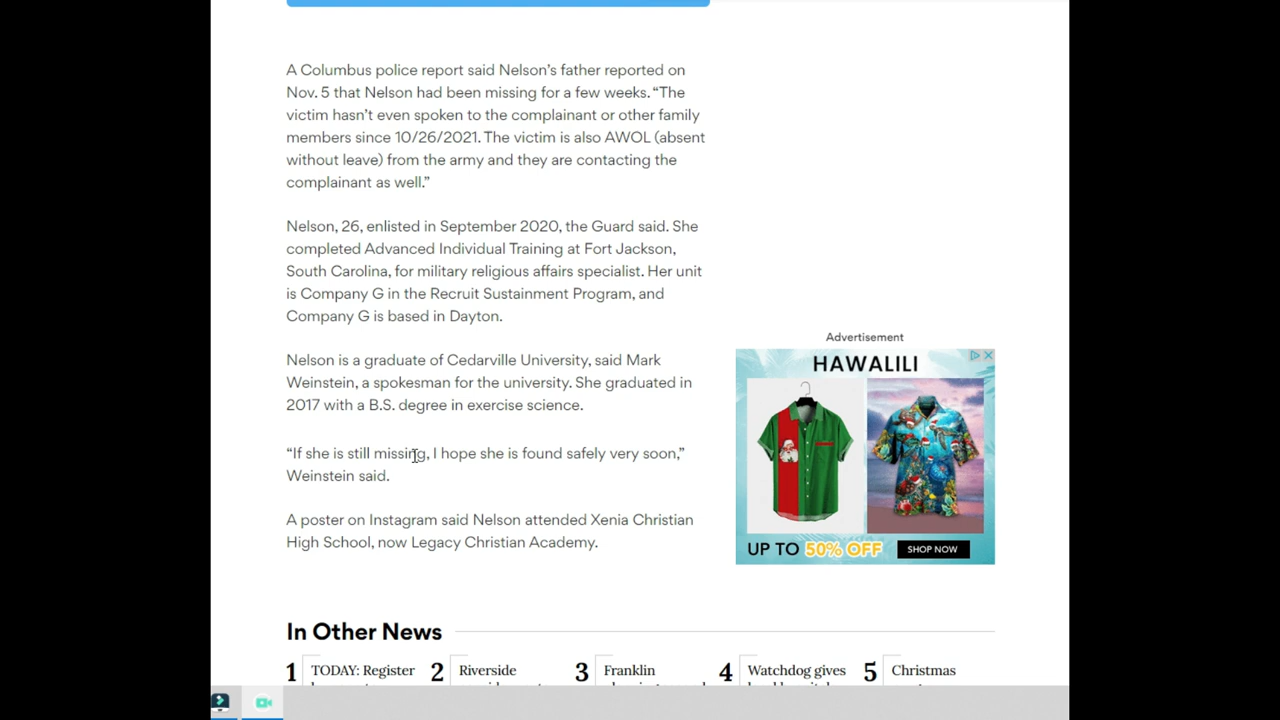 A Columbus police report said Nelson’s father reported on
Nov. 5 that Nelson had been missing for a few weeks. “The
victim hasn’t even spoken to the complainant or other family
members since 10/26/2021. The victim is also AWOL (absent
without leave) from the army and they are contacting the
complainant as well.”
Nelson, 26, enlisted in September 2020, the Guard said. She
completed Advanced Individual Training at Fort Jackson,
South Carolina, for military religious affairs specialist. Her unit
is Company G in the Recruit Sustainment Program, and
Company G is based in Dayton.
Nelson is a graduate of Cedarville University, said Mark
Weinstein, a spokesman for the university. She graduated in
2017 with a B.S. degree in exercise science.
“If she is still missing, I hope she is found safely very soon,”
Weinstein said.
A poster on Instagram said Nelson attended Xenia Christian
High School, now Legacy Christian Academy.
Advertisement
HAWALILI
UP TO 50% OFF SHOP NOW
In Other News
1 TODAY: Register 2 Riverside 3 Franklin 4 Watchdog gives 5 Christmas